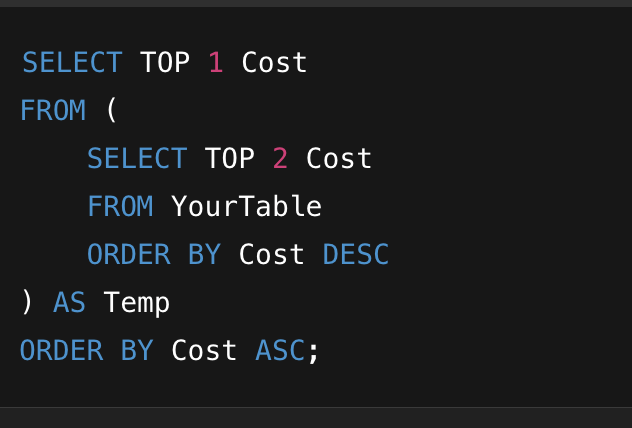 SELECT TOP 1 Cost
FROM (
    SELECT TOP 2 Cost
    FROM YourTable
    ORDER BY Cost DESC
) AS Temp
ORDER BY Cost ASC;